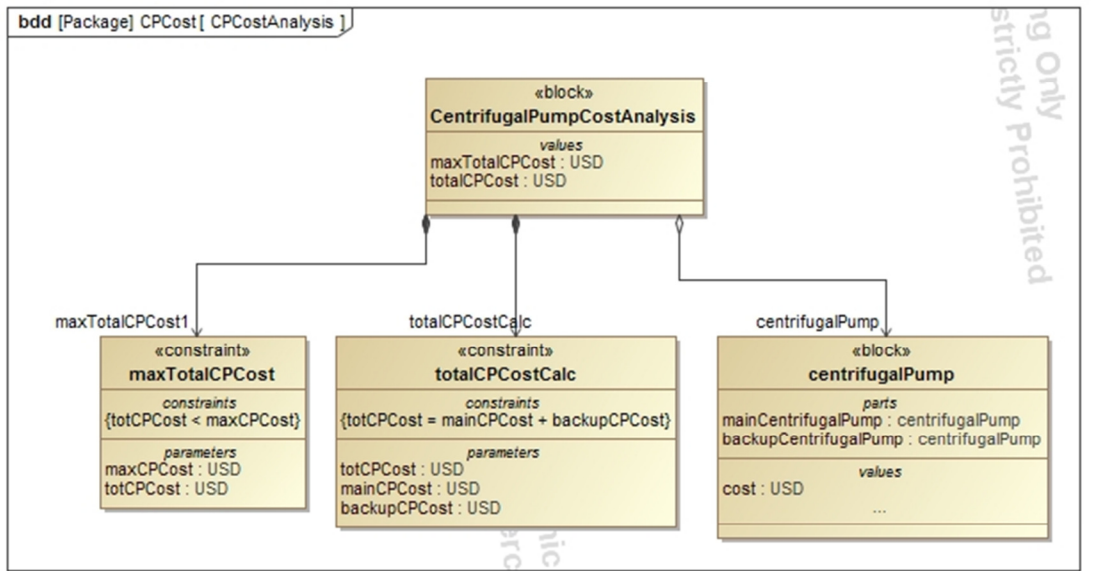 bdd [Package] CPCost [ CPCostAnalysis ]
ng Only
strictly Prohibited
«block»
CentrifugalPumpCostAnalysis
values
maxTotalCPCost : USD
totalCPCost : USD
maxTotalCPCost1
«constraint»
maxTotalCPCost
constraints
{totCPCost < maxCPCost}
parameters
maxCPCost : USD
totCPCost : USD
totalCPCostCalc
«constraint»
totalCPCostCalc
constraints
{totCPCost = mainCPCost + backupCPCost}
parameters
totCPCost : USD
mainCPCost : USD
backupCPCost : USD
centrifugalPump
«block»
centrifugalPump
parts
mainCentrifugalPump : centrifugalPump
backupCentrifugalPump : centrifugalPump
values
cost : USD
...